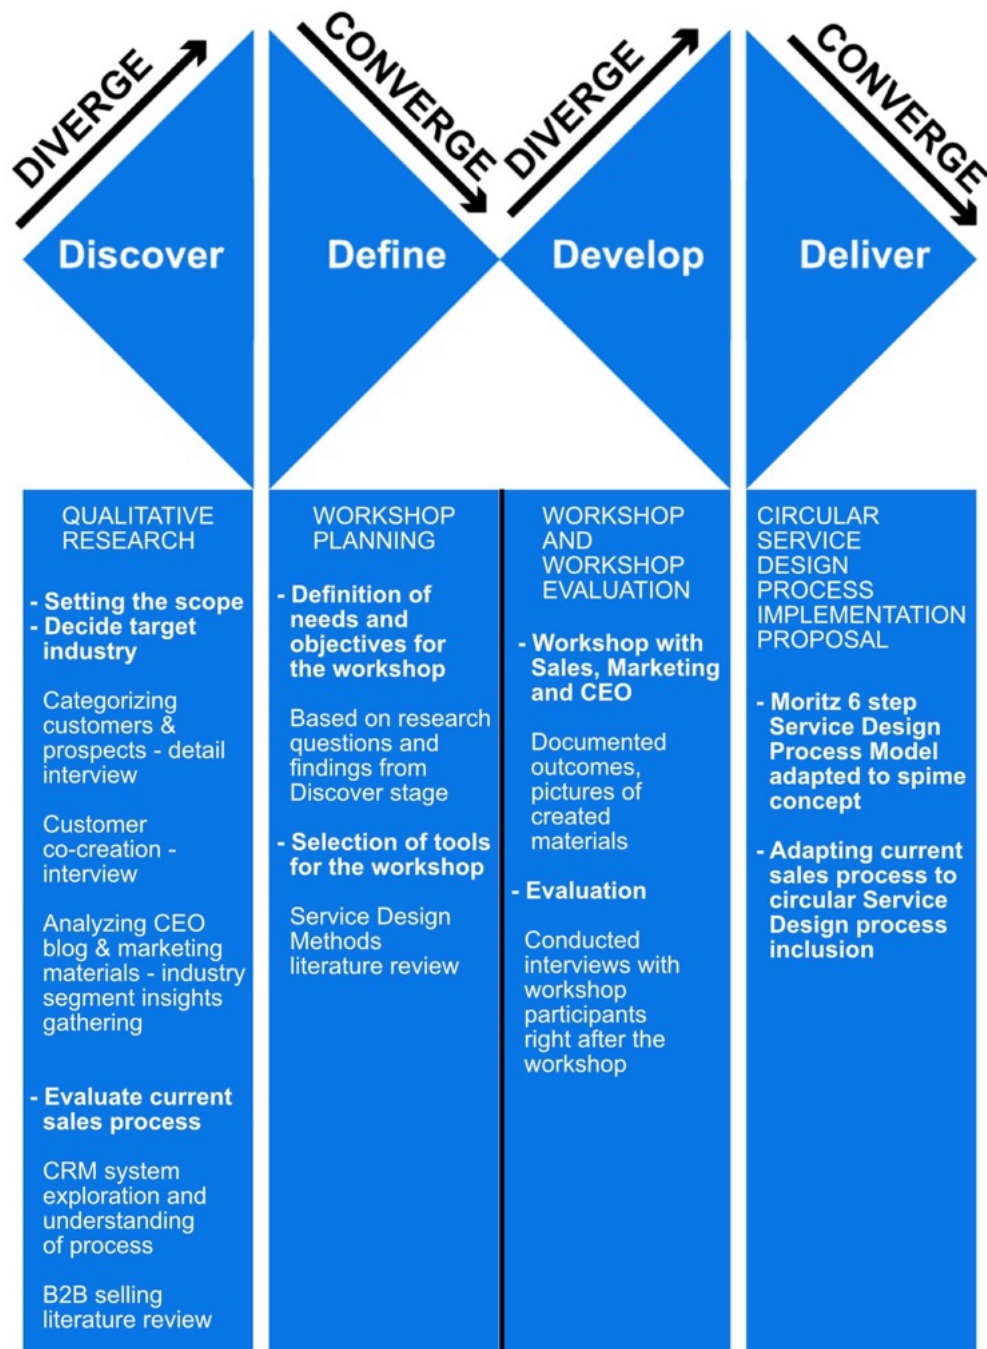 DIVERGE
CONVERGE
DIVERGE
CONVERGE
Discover
Define
Develop
Deliver
QUALITATIVE
RESEARCH
- Setting the scope
- Decide target
industry
Categorizing
customers &
prospects - detail
interview
Customer
co-creation -
interview
Analyzing CEO
blog & marketing
materials - industry
segment insights
gathering
- Evaluate current
sales process
CRM system
exploration and
understanding
of process
B2B selling
literature review
WORKSHOP
PLANNING
- Definition of
needs and
objectives for
the workshop
Based on research
questions and
findings from
Discover stage
- Selection of tools
for the workshop
Service Design
Methods
literature review
WORKSHOP
AND
WORKSHOP
EVALUATION
- Workshop with
Sales, Marketing
and CEO
Documented
outcomes,
pictures of
created
materials
- Evaluation
Conducted
interviews with
workshop
participants
right after the
workshop
CIRCULAR
SERVICE
DESIGN
PROCESS
IMPLEMENTATION
PROPOSAL
- Moritz 6 step
Service Design
Process Model
adapted to spime
concept
- Adapting current
sales process to
circular Service
Design process
inclusion